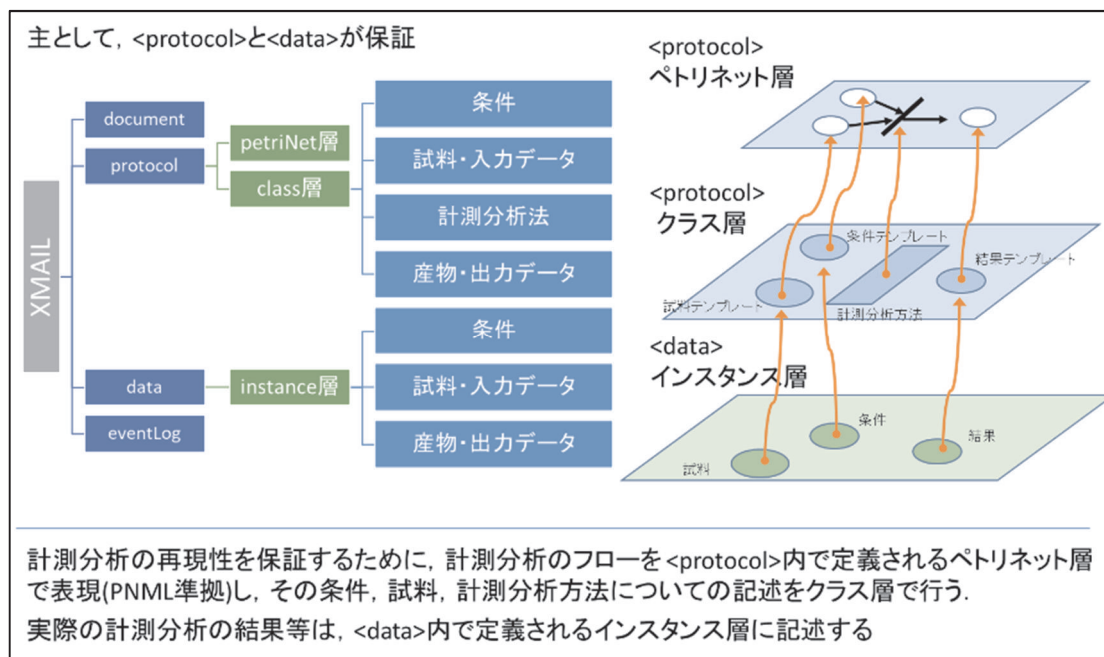 主として，<protocol>と<data>が保証
XMAIL
document
protocol
data
eventLog
petriNet層
class層
instance層
条件
試料・入力データ
計測分析法
産物・出力データ
条件
試料・入力データ
産物・出力データ
<protocol>
ペトリネット層
<protocol>
クラス層
条件テンプレート
結果テンプレート
試料テンプレート
計測分析方法
<data>
インスタンス層
条件
結果
試料
計測分析の再現性を保証するために，計測分析のフローを<protocol>内で定義されるペトリネット層
で表現(PNML準拠)し，その条件，試料，計測分析方法についての記述をクラス層で行う．
実際の計測分析の結果等は，<data>内で定義されるインスタンス層に記述する